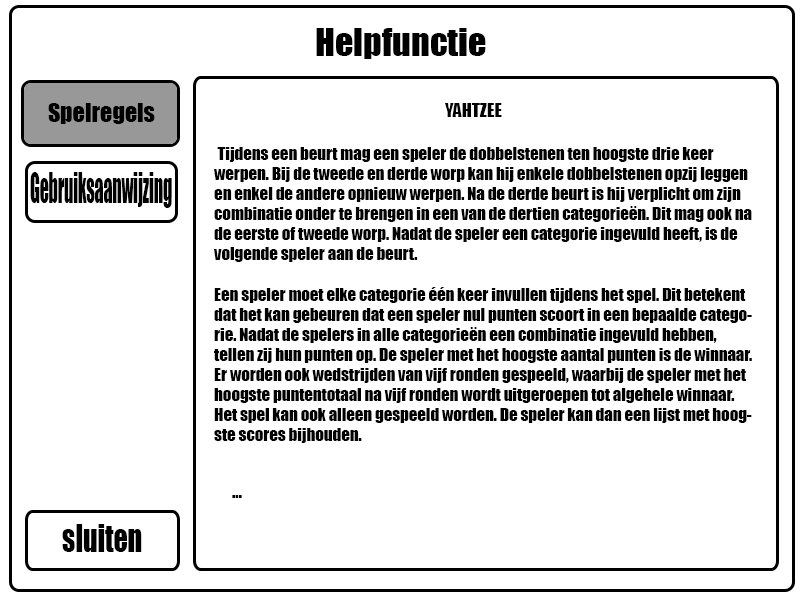 Helpfunctie
Spelregels
Gebruiksaanwijzing
sluiten
YAHTZEE
Tijdens een beurt mag een speler de dobbelstenen ten hoogste drie keer
werpen. Bij de tweede en derde worp kan hij enkele dobbelstenen opzij leggen
en enkel de andere opnieuw werpen. Na de derde beurt is hij verplicht om zijn
combinatie onder te brengen in een van de dertien categorieën. Dit mag ook na
de eerste of tweede worp. Nadat de speler een categorie ingevuld heeft, is de
volgende speler aan de beurt.
Een speler moet elke categorie één keer invullen tijdens het spel. Dit betekent
dat het kan gebeuren dat een speler nul punten scoort in een bepaalde catego-
rie. Nadat de spelers in alle categorieën een combinatie ingevuld hebben,
tellen zij hun punten op. De speler met het hoogste aantal punten is de winnaar.
Er worden ook wedstrijden van vijf ronden gespeeld, waarbij de speler met het
hoogste puntentotaal na vijf ronden wordt uitgeroepen tot algehele winnaar.
Het spel kan ook alleen gespeeld worden. De speler kan dan een lijst met hoog-
ste scores bijhouden.
...